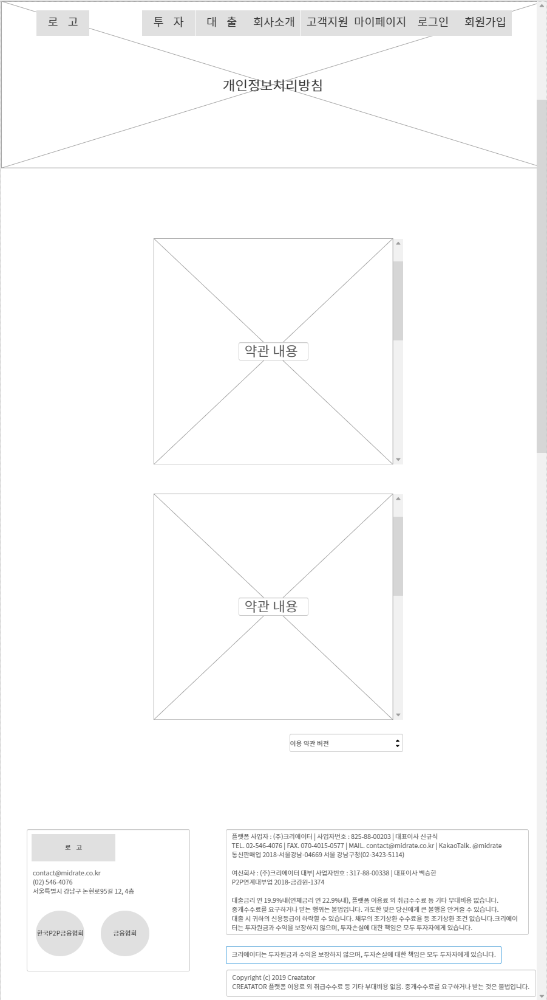 로 고
투 자
대 출
회사소개
고객지원
마이페이지
로그인
회원가입
개인정보처리방침
약관 내용
약관 내용
이용 약관 버전
로 고
contact@midrate.co.kr
(02) 546-4076
서울특별시 강남구 논현로95길 12, 4층
한국P2P금융협회
금융협회
플랫폼 사업자 : (주)크리에이터 | 사업자번호 : 825-88-00203 | 대표이사 신규식
TEL. 02-546-4076 | FAX. 070-4015-0577 | MAIL. contact@midrate.co.kr | KakaoTalk. @midrate
통신판매업 2018-서울강남-04669 서울 강남구청(02-3423-5114)
여신회사 : (주)크리에이터 대부| 사업자번호 : 317-88-00338 | 대표이사 백승한
P2P연계대부업 2018-금감원-1374
대출금리 연 19.9%내(연체금리 연 22.9%내), 플랫폼 이용료 외 취급수수료 등 기타 부대비용 없습니다.
중개수수료를 요구하거나 받는 행위는 불법입니다. 과도한 빚은 당신에게 큰 불행을 안겨줄 수 있습니다.
대출 시 귀하의 신용등급이 하락할 수 있습니다. 채무의 조기상환 수수료율 등 조기상환 조건 없습니다.크리에이
터는 투자원금과 수익을 보장하지 않으며, 투자손실에 대한 책임은 모두 투자자에게 있습니다.
크리에이터는 투자원금과 수익을 보장하지 않으며, 투자손실에 대한 책임은 모두 투자자에게 있습니다.
Copyright (c) 2019 Creatator
CREATATOR 플랫폼 이용료 외 취급수수료 등 기타 부대비용 없음. 중개수수료를 요구하거나 받는 것은 불법입니다.